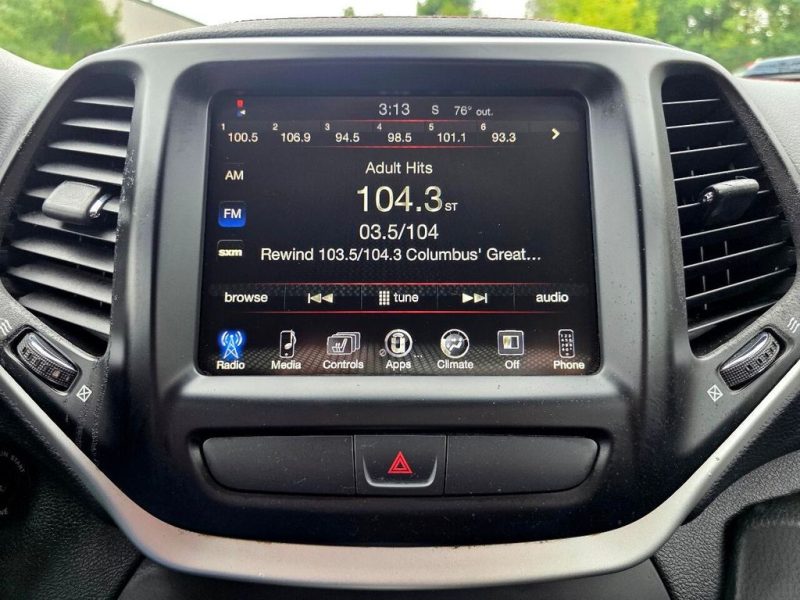 3:13 S 76° out.
1 100.5 2 106.9 3 94.5 4 98.5 5 101.1 6 93.3 >
AM
FM
sxm
Adult Hits
104.3 ST
03.5/104
Rewind 103.5/104.3 Columbus' Great...
browse tune audio
Radio Media Controls Apps Climate Off Phone